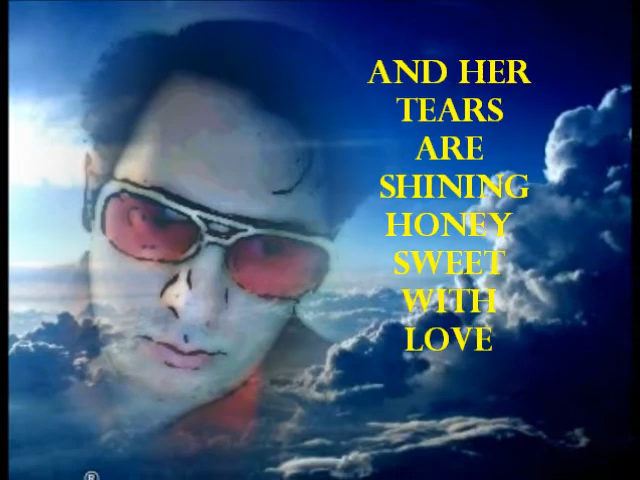 AND HER
TEARS
ARE
SHINING
HONEY
SWEET
WITH
LOVE
®